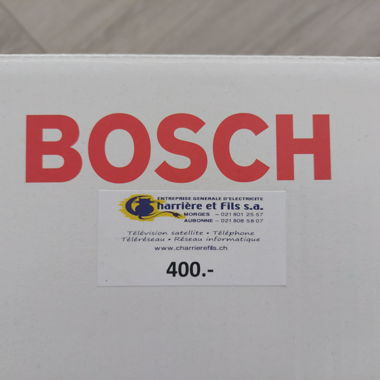 BOSCH
ENTREPRISE GENERALE D'ELECTRICITE
Charrière et Fils s.a.
MORGES – 021 801 25 57
AUBONNE – 021 808 58 07
Télévision satellite • Téléphone
Téléréseau • Réseau informatique
www.charrierefils.ch
400.-